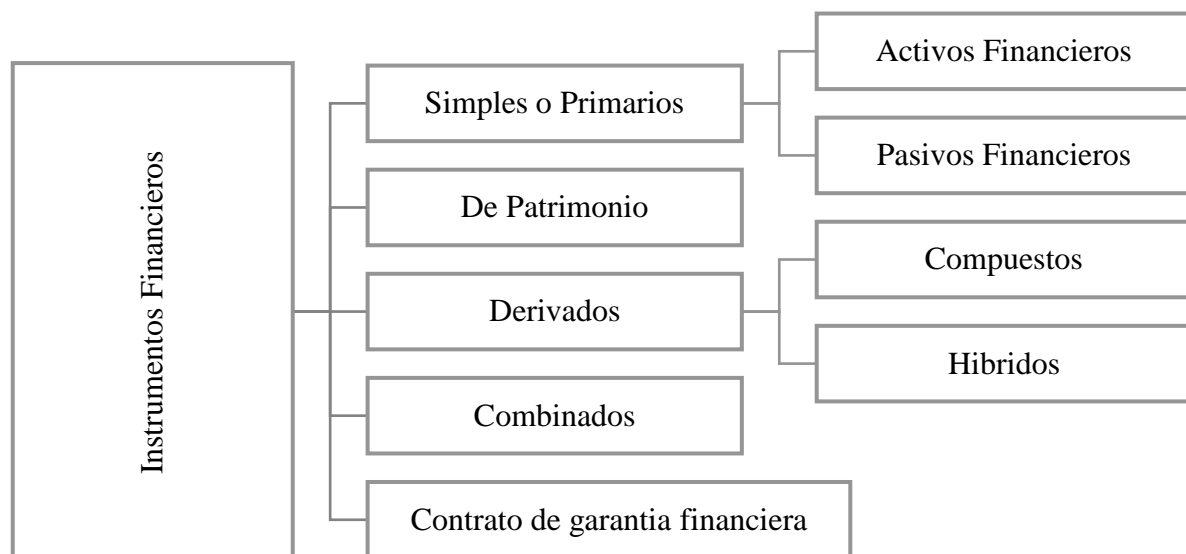 Instrumentos Financieros
Simples o Primarios
Activos Financieros
Pasivos Financieros
De Patrimonio
Derivados
Compuestos
Hibridos
Combinados
Contrato de garantia financiera